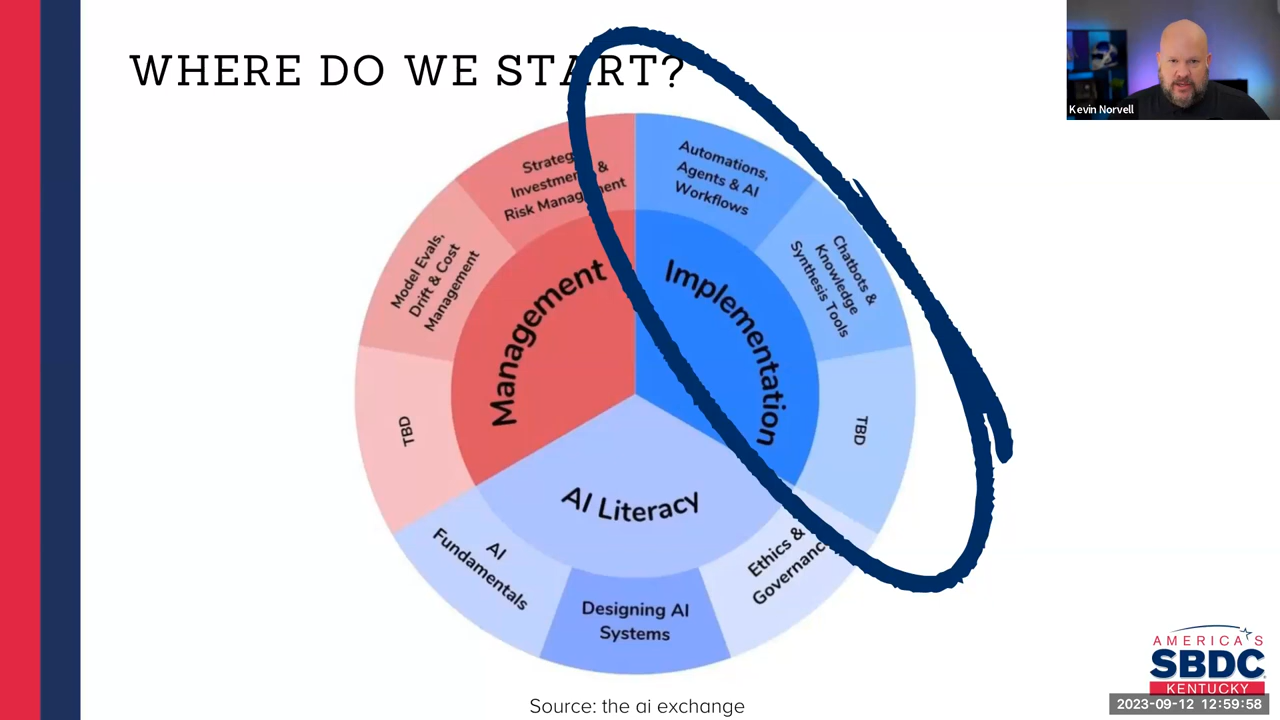 WHERE DO WE START?
Kevin Norvell
Strategy,
Investment &
Risk Management
Automations,
Agents & AI
Workflows
Model Evals,
Drift & Cost
Management
Chatbots &
Knowledge
Synthesis Tools
Management
Implementation
TBD
TBD
AI Literacy
AI
Fundamentals
Designing AI
Systems
Ethics &
Governance
Source: the ai exchange
AMERICA'S
SBDC
KENTUCKY
2023-09-12 12:59:58